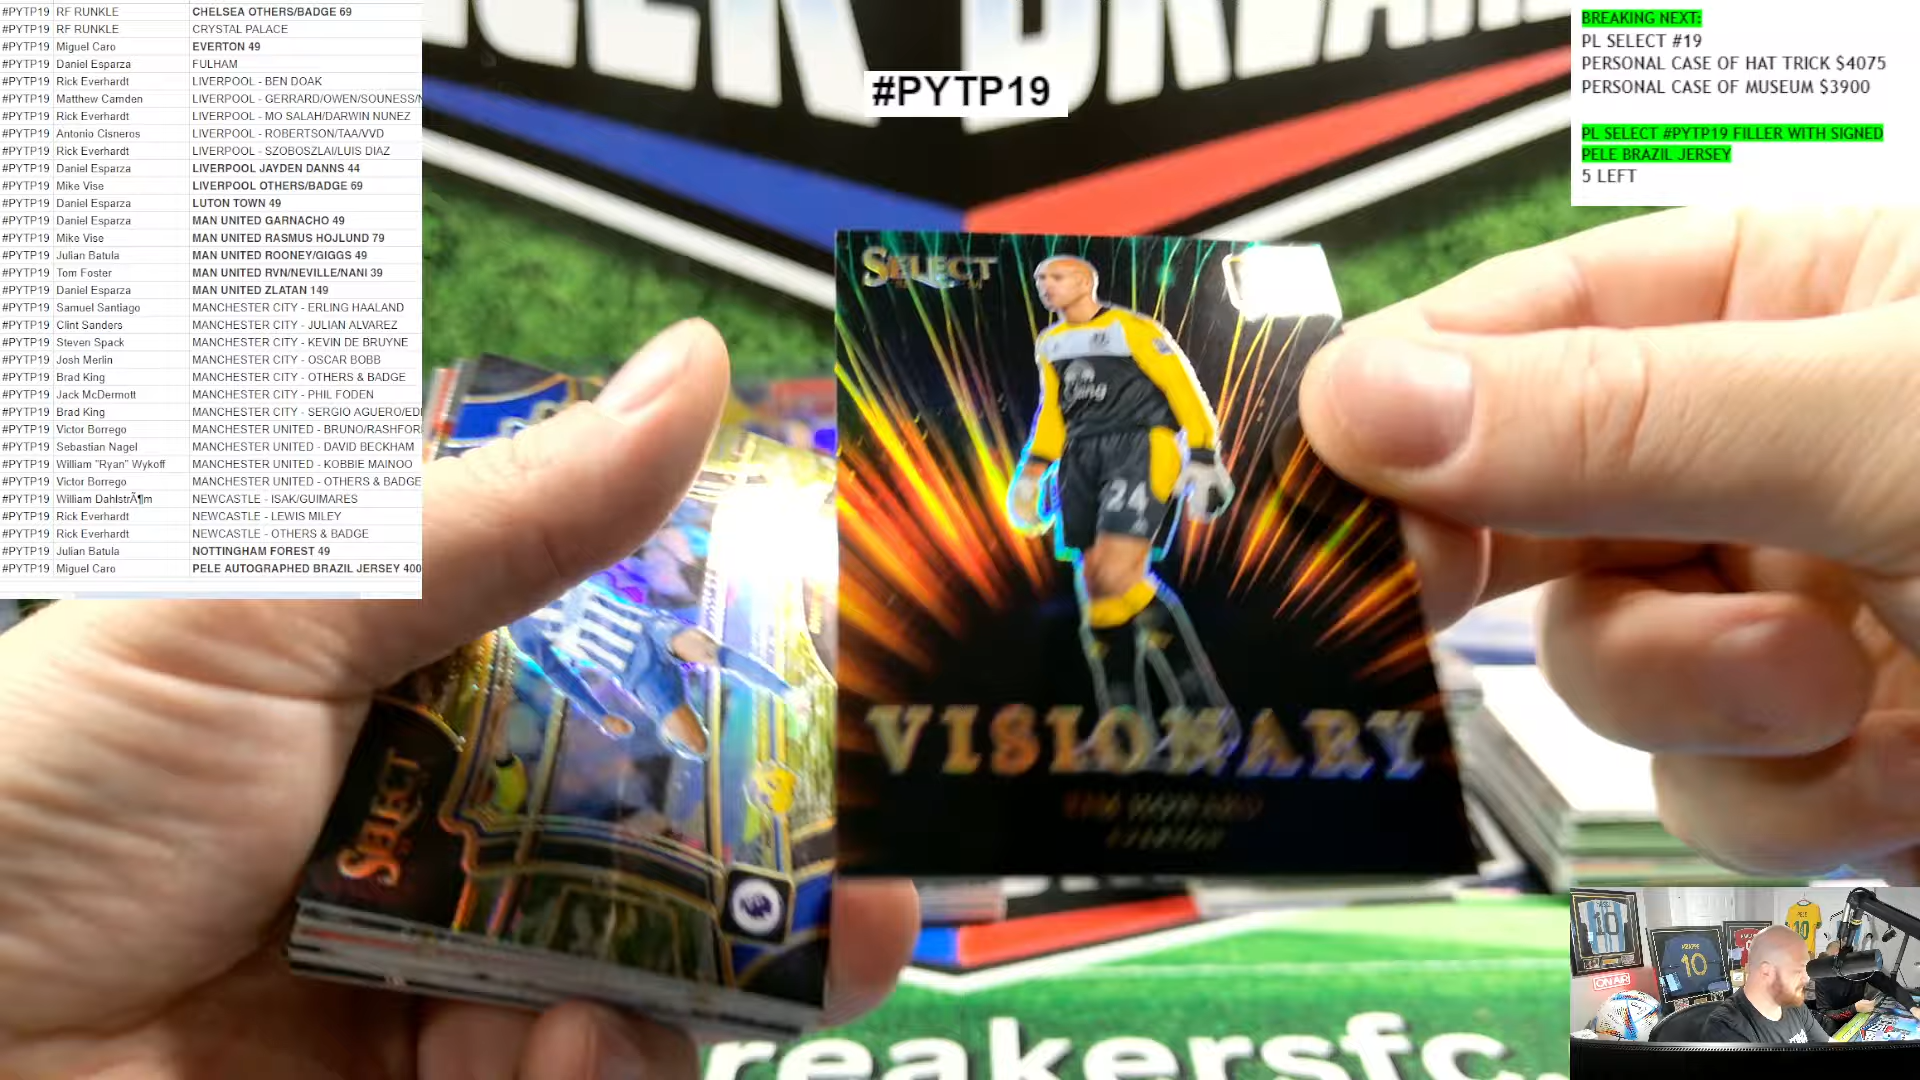 #PYTP19 RF RUNKLE CHELSEA OTHERS/BADGE 69
#PYTP19 RF RUNKLE CRYSTAL PALACE
#PYTP19 Miguel Caro EVERTON 49
#PYTP19 Daniel Esparza FULHAM
#PYTP19 Rick Everhardt LIVERPOOL - BEN DOAK
#PYTP19 Matthew Camden LIVERPOOL - GERRARD/OWEN/SOUNESS/
#PYTP19 Rick Everhardt LIVERPOOL - MO SALAH/DARWIN NUNEZ
#PYTP19 Antonio Cisneros LIVERPOOL - ROBERTSON/TAA/VVD
#PYTP19 Rick Everhardt LIVERPOOL - SZOBOSZLAI/LUIS DIAZ
#PYTP19 Daniel Esparza LIVERPOOL JAYDEN DANNS 44
#PYTP19 Mike Vise LIVERPOOL OTHERS/BADGE 69
#PYTP19 Daniel Esparza LUTON TOWN 49
#PYTP19 Daniel Esparza MAN UNITED GARNACHO 49
#PYTP19 Mike Vise MAN UNITED RASMUS HOJLUND 79
#PYTP19 Julian Batula MAN UNITED ROONEY/GIGGS 49
#PYTP19 Tom Foster MAN UNITED RVN/NEVILLE/NANI 39
#PYTP19 Daniel Esparza MAN UNITED ZLATAN 149
#PYTP19 Samuel Santiago MANCHESTER CITY - ERLING HAALAND
#PYTP19 Clint Sanders MANCHESTER CITY - JULIAN ALVAREZ
#PYTP19 Steven Spack MANCHESTER CITY - KEVIN DE BRUYNE
#PYTP19 Josh Merlin MANCHESTER CITY - OSCAR BOBB
#PYTP19 Brad King MANCHESTER CITY - OTHERS & BADGE
#PYTP19 Jack McDermott MANCHESTER CITY - PHIL FODEN
#PYTP19 Brad King MANCHESTER CITY - SERGIO AGUERO/ED
#PYTP19 Victor Borrego MANCHESTER UNITED - BRUNO/RASHFOR
#PYTP19 Sebastian Nagel MANCHESTER UNITED - DAVID BECKHAM
#PYTP19 William "Ryan" Wykoff MANCHESTER UNITED - KOBBIE MAINOO
#PYTP19 Victor Borrego MANCHESTER UNITED - OTHERS & BADGE
#PYTP19 William DahlstrÃ¶m NEWCASTLE - ISAK/GUIMARES
#PYTP19 Rick Everhardt NEWCASTLE - LEWIS MILEY
#PYTP19 Rick Everhardt NEWCASTLE - OTHERS & BADGE
#PYTP19 Julian Batula NOTTINGHAM FOREST 49
#PYTP19 Miguel Caro PELE AUTOGRAPHED BRAZIL JERSEY 400
#PYTP19
BREAKING NEXT:
PL SELECT #19
PERSONAL CASE OF HAT TRICK $4075
PERSONAL CASE OF MUSEUM $3900
PL SELECT #PYTP19 FILLER WITH SIGNED
PELE BRAZIL JERSEY
5 LEFT
SELECT
24
VISIONARY
TIM HOWARD
EVERTON
SELECT
reakersfc.
10
10
10
ON AIR